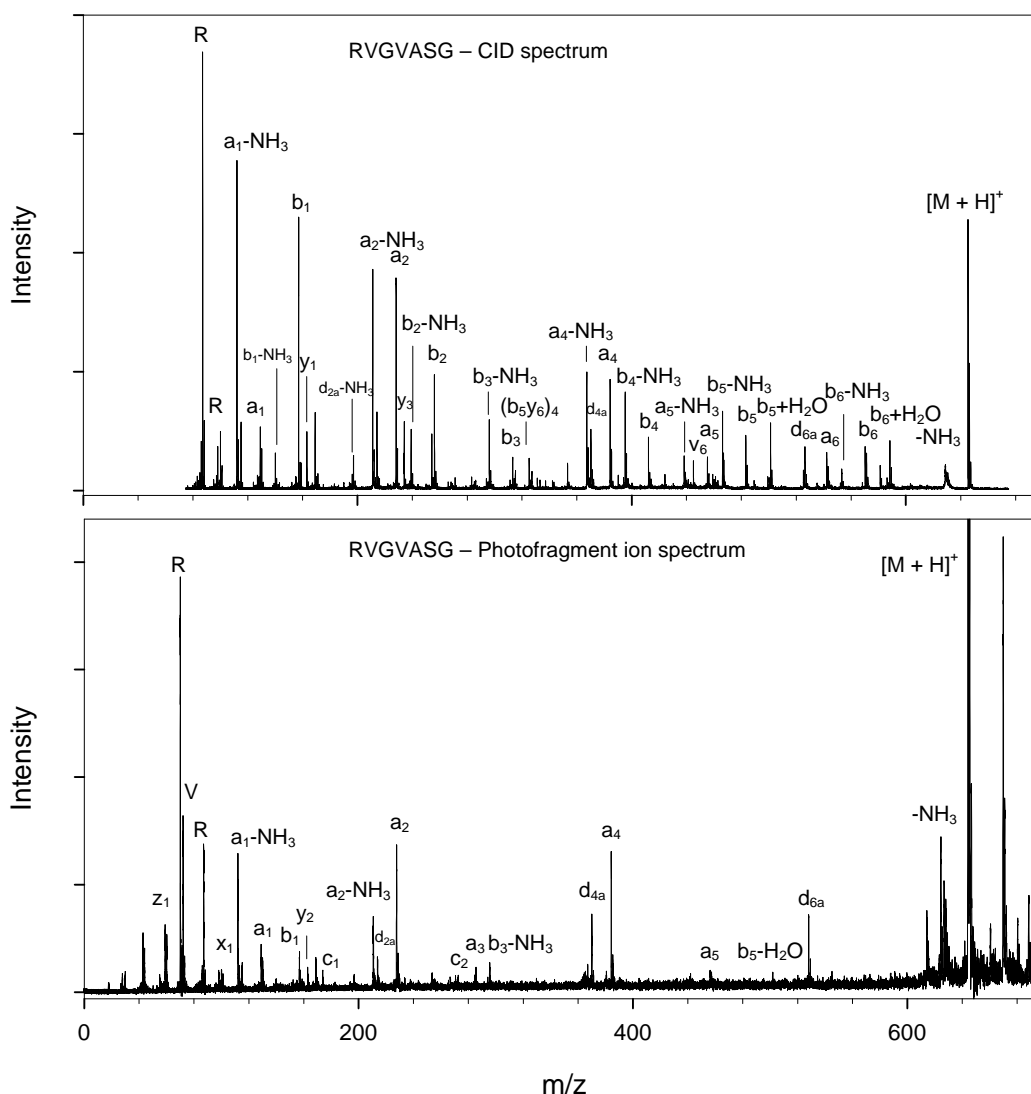 RVGVASG – CID spectrum
R
a₁-NH₃
b₁
[M + H]⁺
a₂-NH₃
a₂
b₂-NH₃
a₄-NH₃
b₁-NH₃
y₁
b₂
a₄
d₂ₐ-NH₃
b₃-NH₃
b₄-NH₃
b₅-NH₃
b₆-NH₃
R
a₁
y₃
(b₅y₆)₄
d₄ₐ
a₅-NH₃
b₅
b₅+H₂O
b₆+H₂O
b₃
b₄
v₆
a₅
d₆ₐ
a₆
b₆
-NH₃
Intensity
RVGVASG – Photofragment ion spectrum
R
[M + H]⁺
V
R
a₁-NH₃
a₂
a₄
-NH₃
z₁
a₂-NH₃
d₄ₐ
d₆ₐ
x₁
a₁
b₁
y₂
d₂ₐ
c₁
c₂
a₃
b₃-NH₃
a₅
b₅-H₂O
Intensity
0
200
400
600
m/z